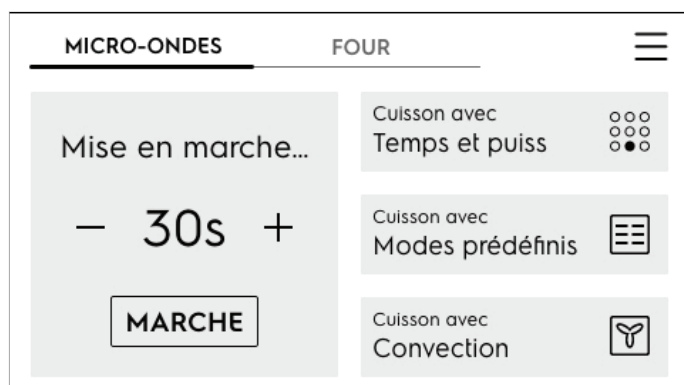 MICRO-ONDES
FOUR
Mise en marche...
— 30s +
MARCHE
Cuisson avec
Temps et puiss
Cuisson avec
Modes prédéfinis
Cuisson avec
Convection